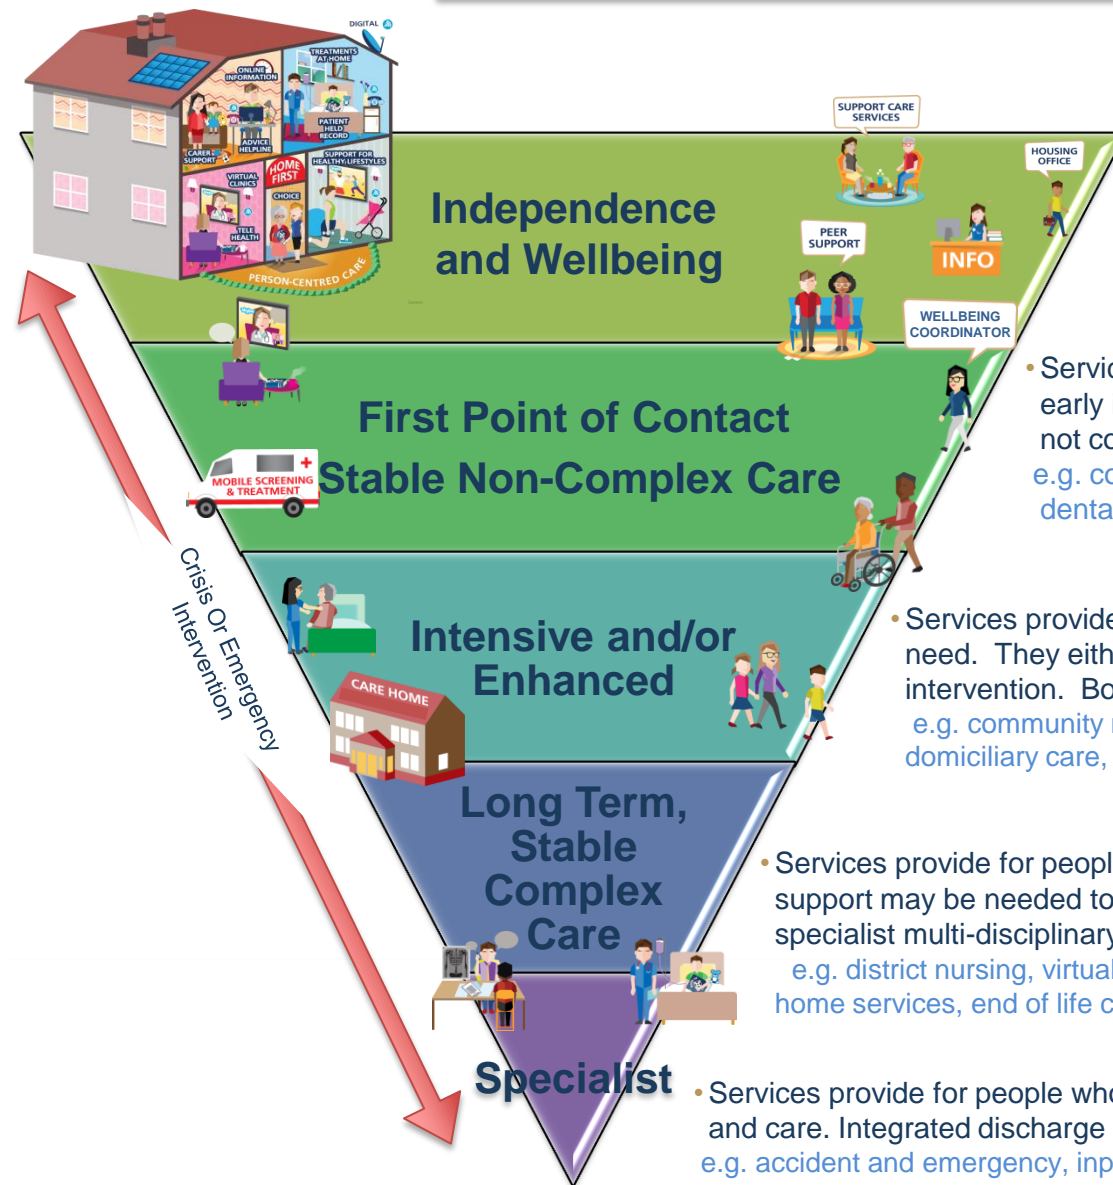 DIGITAL
ONLINE
INFORMATION
TREATMENTS
AT HOME
CARER
SUPPORT
ADVICE
HELPLINE
PATIENT
HELD
RECORD
VIRTUAL
CLINICS
HOME
FIRST
SUPPORT FOR
HEALTHY LIFESTYLES
CHOICE
TELE
HEALTH
PERSON-CENTRED CARE
SUPPORT CARE
SERVICES
HOUSING
OFFICE
PEER
SUPPORT
INFO
Independence
and Wellbeing
WELLBEING
COORDINATOR
First Point of Contact
Stable Non-Complex Care
MOBILE SCREENING
& TREATMENT
• Servic
early
not co
e.g. co
denta
Crisis Or Emergency
Intervention
Intensive and/or
Enhanced
CARE HOME
• Services provide
need. They eith
intervention. Bo
e.g. community
domiciliary care,
Long Term,
Stable
Complex
Care
• Services provide for peopl
support may be needed to
specialist multi-disciplinary
e.g. district nursing, virtual
home services, end of life c
Specialist
• Services provide for people who
and care. Integrated discharge
e.g. accident and emergency, inp